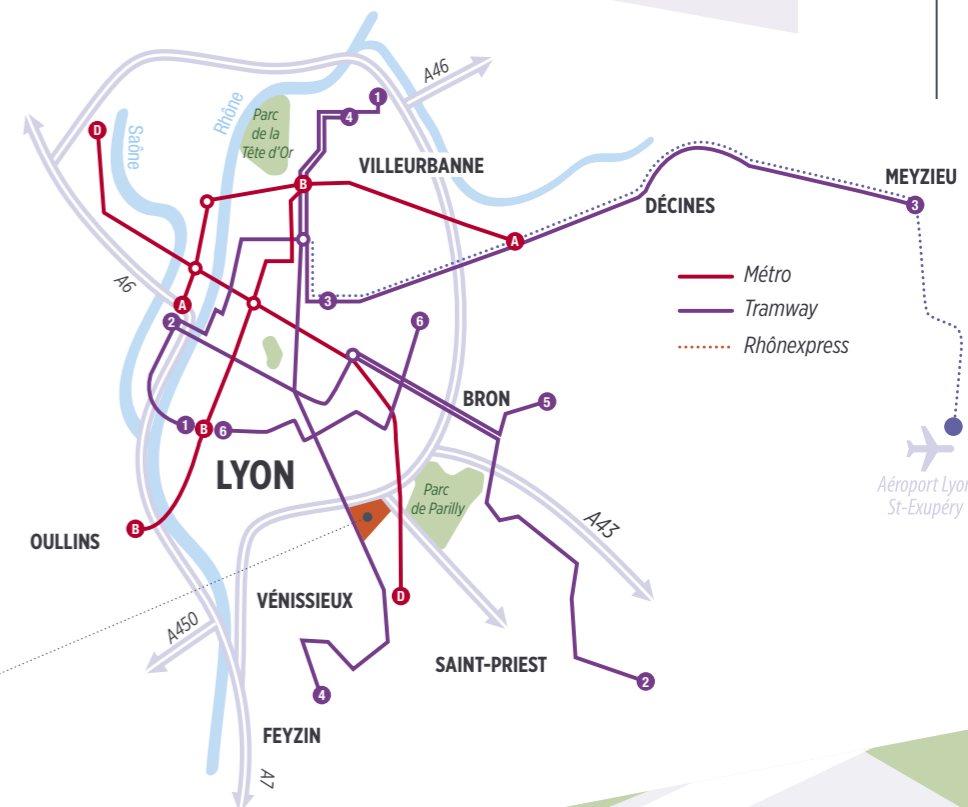 A46
1
4
Rhône
Parc
de la
Tête d'Or
D
Saône
VILLEURBANNE
B
MEYZIEU
3
DÉCINES
A
Métro
Tramway
Rhônexpress
A6
A
3
2
6
BRON
5
1
B
6
LYON
Parc
de Parilly
A43
Aéroport Lyon
St-Exupéry
B
OULLINS
VÉNISSIEUX
D
A450
SAINT-PRIEST
2
4
FEYZIN
A7